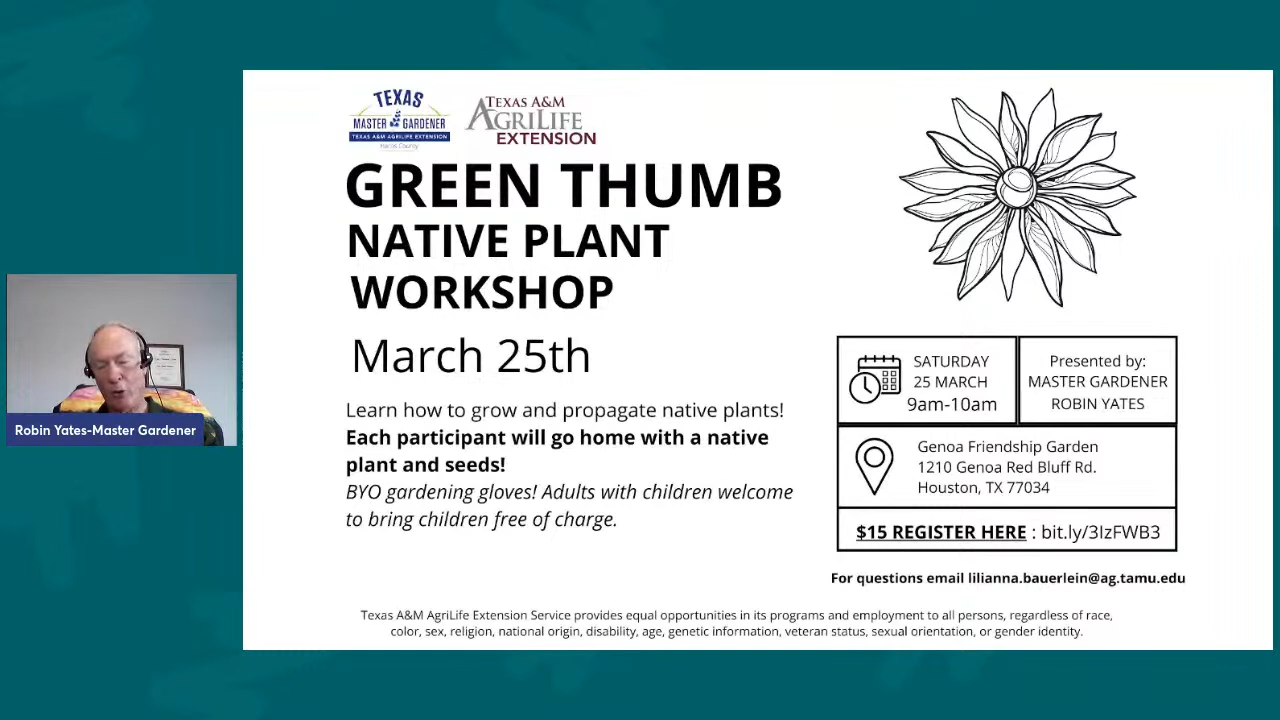 TEXAS
MASTER GARDENER
TEXAS A&M AGRILIFE EXTENSION
Harris County
TEXAS A&M
AGRILIFE
EXTENSION
GREEN THUMB
NATIVE PLANT
WORKSHOP
March 25th
Learn how to grow and propagate native plants!
Each participant will go home with a native
plant and seeds!
BYO gardening gloves! Adults with children welcome
to bring children free of charge.
SATURDAY
25 MARCH
9am-10am
Presented by:
MASTER GARDENER
ROBIN YATES
Genoa Friendship Garden
1210 Genoa Red Bluff Rd.
Houston, TX 77034
$15 REGISTER HERE : bit.ly/3IzFWB3
For questions email lilianna.bauerlein@ag.tamu.edu
Texas A&M AgriLife Extension Service provides equal opportunities in its programs and employment to all persons, regardless of race,
color, sex, religion, national origin, disability, age, genetic information, veteran status, sexual orientation, or gender identity.
Robin Yates-Master Gardener